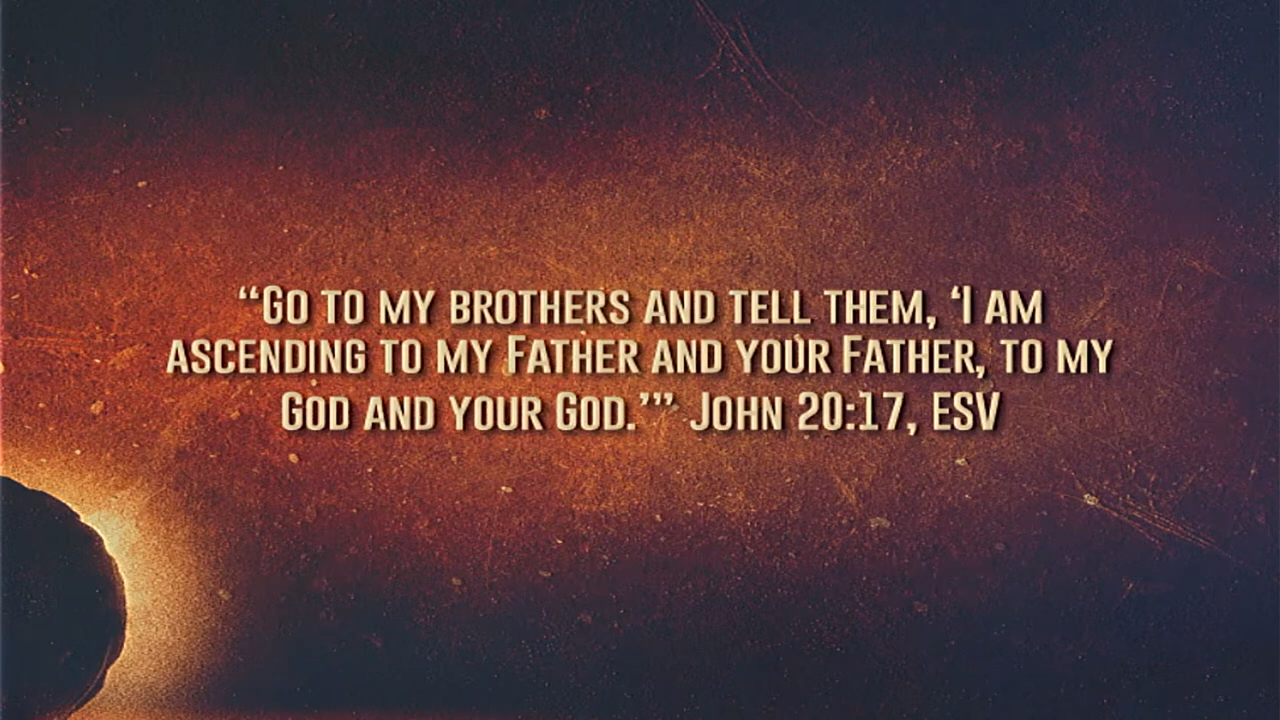 “Go to my brothers and tell them, ‘I am
ascending to my Father and your Father, to my
God and your God.’” John 20:17, ESV